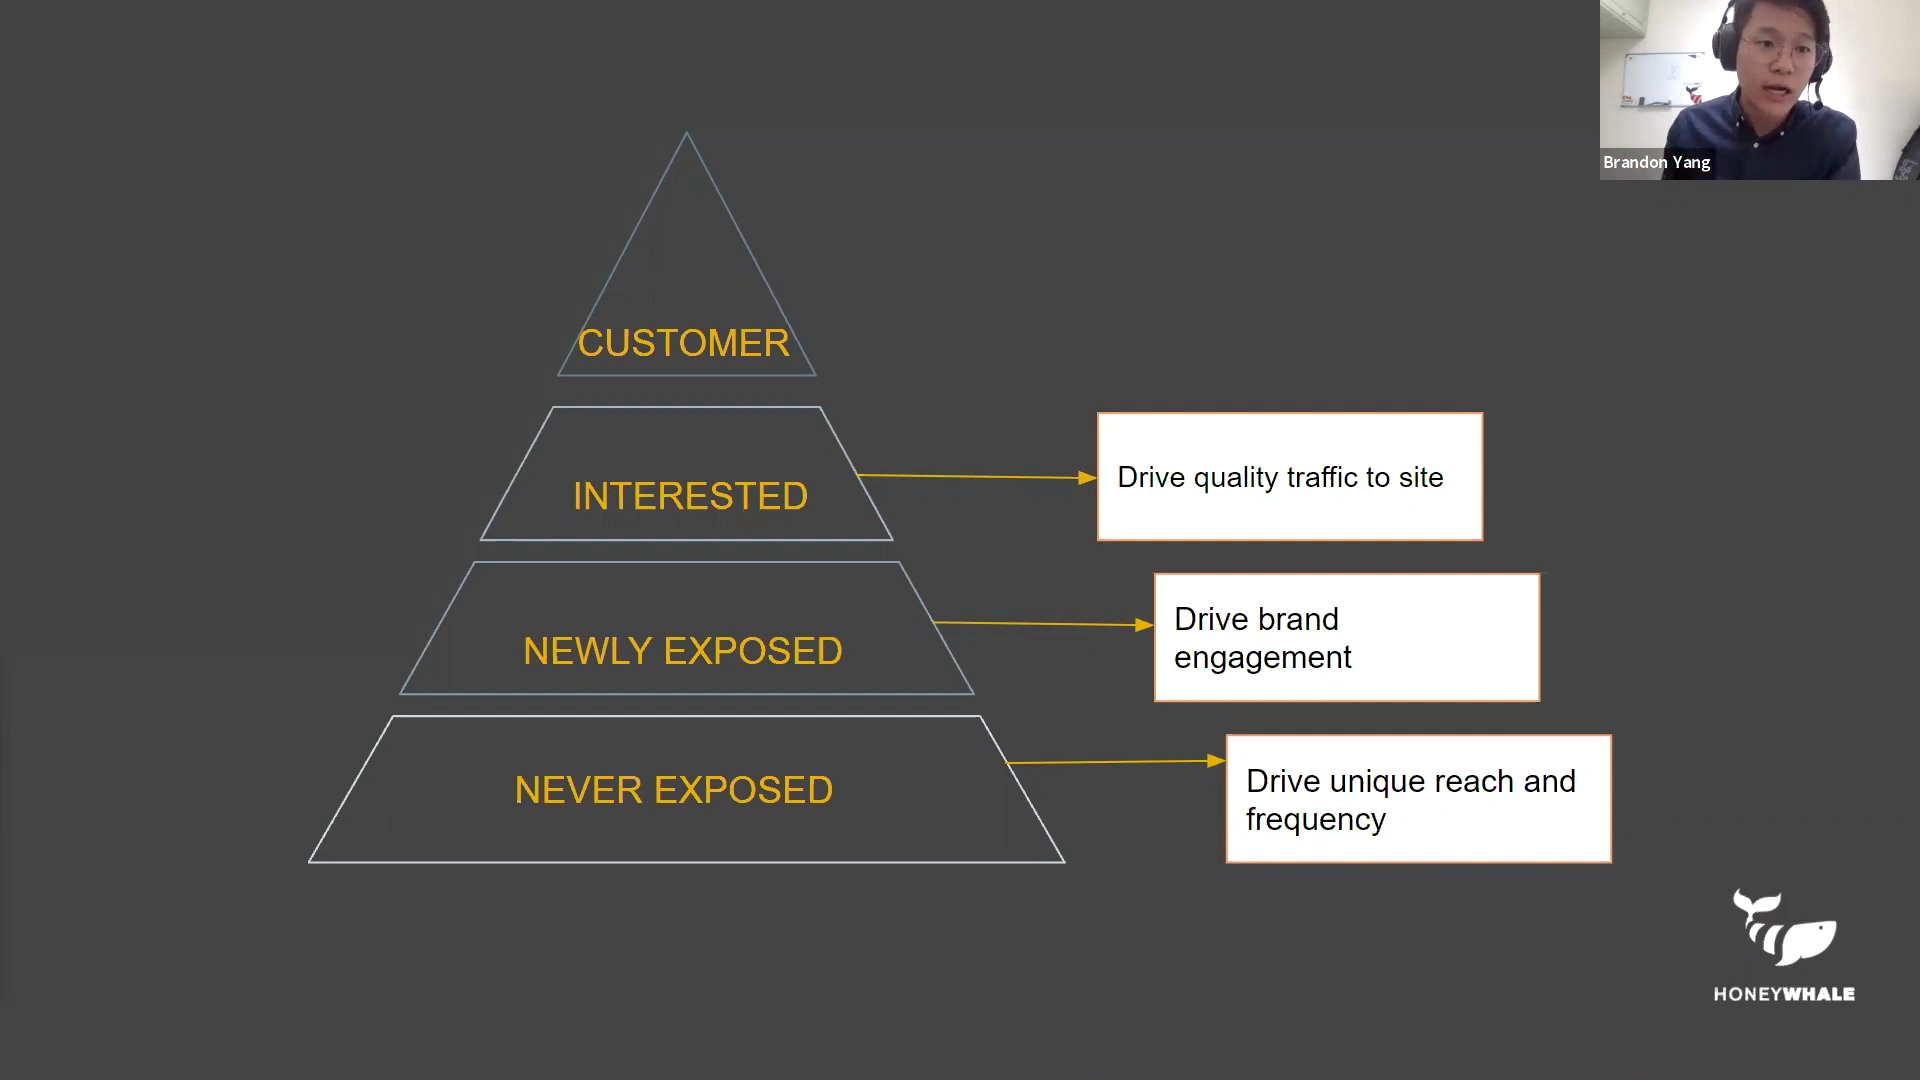 Brandon Yang
CUSTOMER
INTERESTED
Drive quality traffic to site
NEWLY EXPOSED
Drive brand
engagement
NEVER EXPOSED
Drive unique reach and
frequency
HONEYWHALE